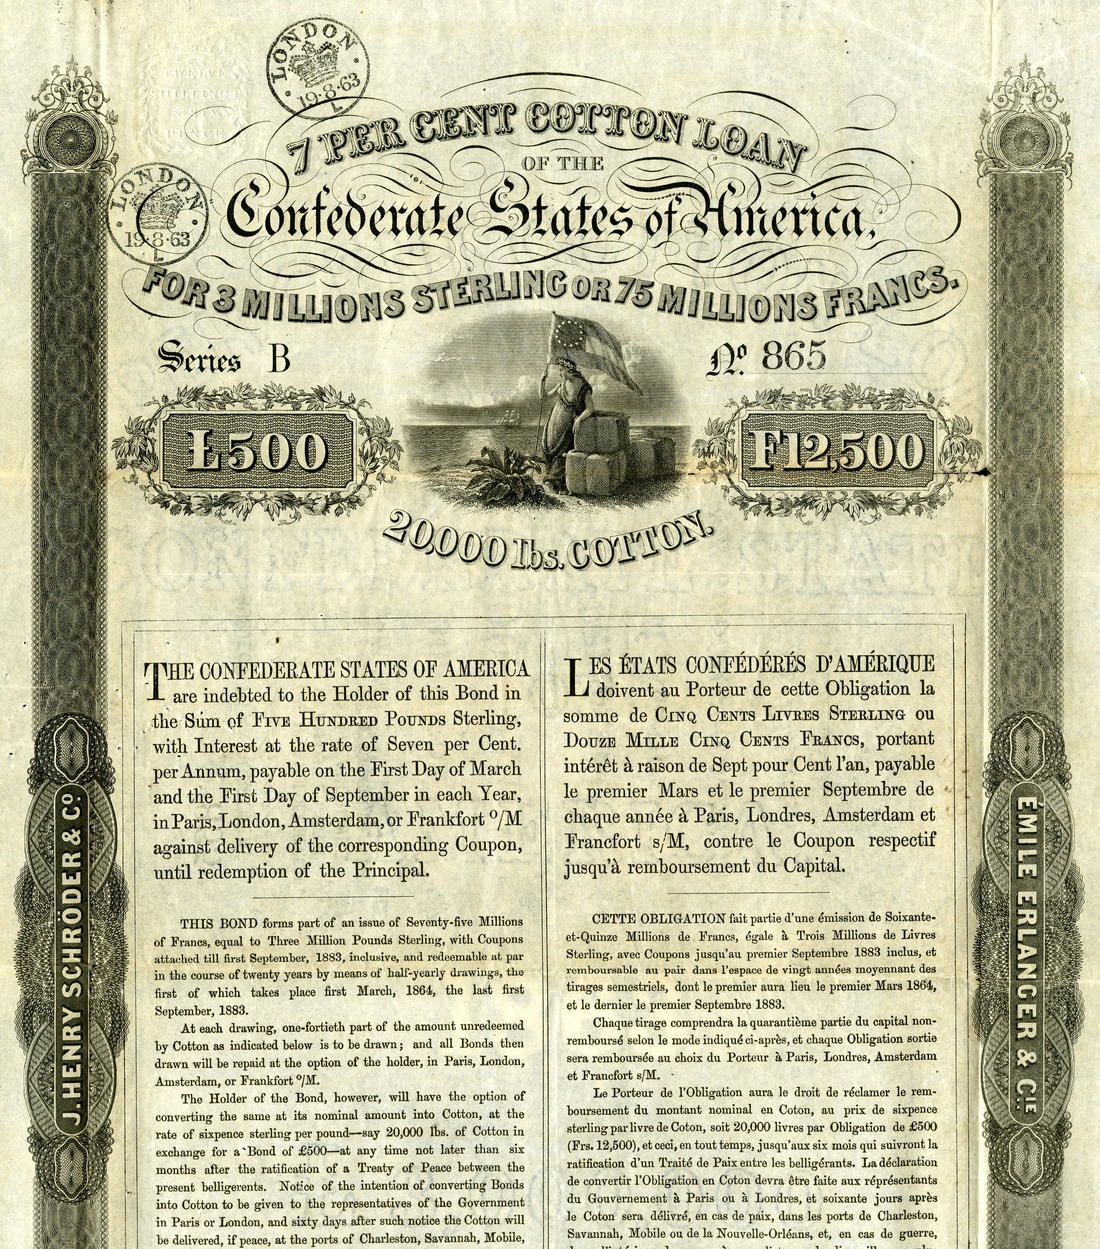 TWELVE
SHILLINGS
SIX
PENCE
LONDON
19·8·63
L
LONDON
19·8·63
L
7 PER CENT COTTON LOAN
OF THE
Confederate States of America,
FOR 3 MILLIONS STERLING OR 75 MILLIONS FRANCS.
Series B
No. 865
£500
F12,500
20,000 lbs. COTTON.
THE CONFEDERATE STATES OF AMERICA
are indebted to the Holder of this Bond in
the Sum of FIVE HUNDRED POUNDS Sterling,
with Interest at the rate of Seven per Cent.
per Annum, payable on the First Day of March
and the First Day of September in each Year,
in Paris, London, Amsterdam, or Frankfort o/M
against delivery of the corresponding Coupon,
until redemption of the Principal.
THIS BOND forms part of an issue of Seventy-five Millions
of Francs, equal to Three Million Pounds Sterling, with Coupons
attached till first September, 1883, inclusive, and redeemable at par
in the course of twenty years by means of half-yearly drawings, the
first of which takes place first March, 1864, the last first
September, 1883.
At each drawing, one-fortieth part of the amount unredeemed
by Cotton as indicated below is to be drawn; and all Bonds then
drawn will be repaid at the option of the holder, in Paris, London,
Amsterdam, or Frankfort o/M.
The Holder of the Bond, however, will have the option of
converting the same at its nominal amount into Cotton, at the
rate of sixpence sterling per pound—say 20,000 lbs. of Cotton in
exchange for a Bond of £500—at any time not later than six
months after the ratification of a Treaty of Peace between the
present belligerents. Notice of the intention of converting Bonds
into Cotton to be given to the representatives of the Government
in Paris or London, and sixty days after such notice the Cotton will
be delivered, if peace, at the ports of Charleston, Savannah, Mobile,
LES ÉTATS CONFÉDÉRÉS D'AMÉRIQUE
doivent au Porteur de cette Obligation la
somme de CINQ CENTS LIVRES STERLING ou
DOUZE MILLE CINQ CENTS FRANCS, portant
intérêt à raison de Sept pour Cent l'an, payable
le premier Mars et le premier Septembre de
chaque année à Paris, Londres, Amsterdam et
Francfort s/M, contre le Coupon respectif
jusqu'à remboursement du Capital.
CETTE OBLIGATION fait partie d'une émission de Soixante-
et-Quinze Millions de Francs, égale à Trois Millions de Livres
Sterling, avec Coupons jusqu'au premier Septembre 1883 inclus, et
remboursable au pair dans l'espace de vingt années moyennant des
tirages semestriels, dont le premier aura lieu le premier Mars 1864,
et le dernier le premier Septembre 1883.
Chaque tirage comprendra la quarantième partie du capital non-
remboursé selon le mode indiqué ci-après, et chaque Obligation sortie
sera remboursée au choix du Porteur à Paris, Londres, Amsterdam
et Francfort s/M.
Le Porteur de l'Obligation aura le droit de réclamer le rem-
boursement du montant nominal en Coton, au prix de sixpence
sterling par livre de Coton, soit 20,000 livres par Obligation de £500
(Frs. 12,500), et ceci, en tout temps, jusqu'aux six mois qui suivront la
ratification d'un Traité de Paix entre les belligérants. La déclaration
de convertir l'Obligation en Coton devra être faite aux réprésentants
du Gouvernement à Paris ou à Londres, et soixante jours après
le Coton sera délivré, en cas de paix, dans les ports de Charleston,
Savannah, Mobile ou de la Nouvelle-Orléans, et, en cas de guerre,
J. HENRY SCHRÖDER & Co.
ÉMILE ERLANGER & CIE.